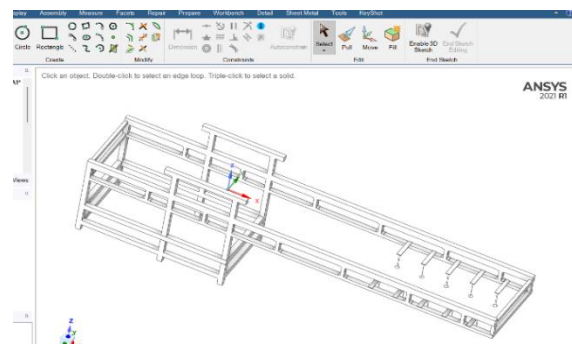 Display Assembly Measure Facets Repair Prepare Workbench Detail Sheet Metal Tools KeyShot
Circle Rectangle Dimension Autoconstrain Select Pull Move Fill Enable 3D Sketch End Sketch Editing
Create Modify Constraints Edit End Sketch
Click an object. Double-click to select an edge loop. Triple-click to select a solid.
ANSYS
2021 R1
Views
Z
X
Z